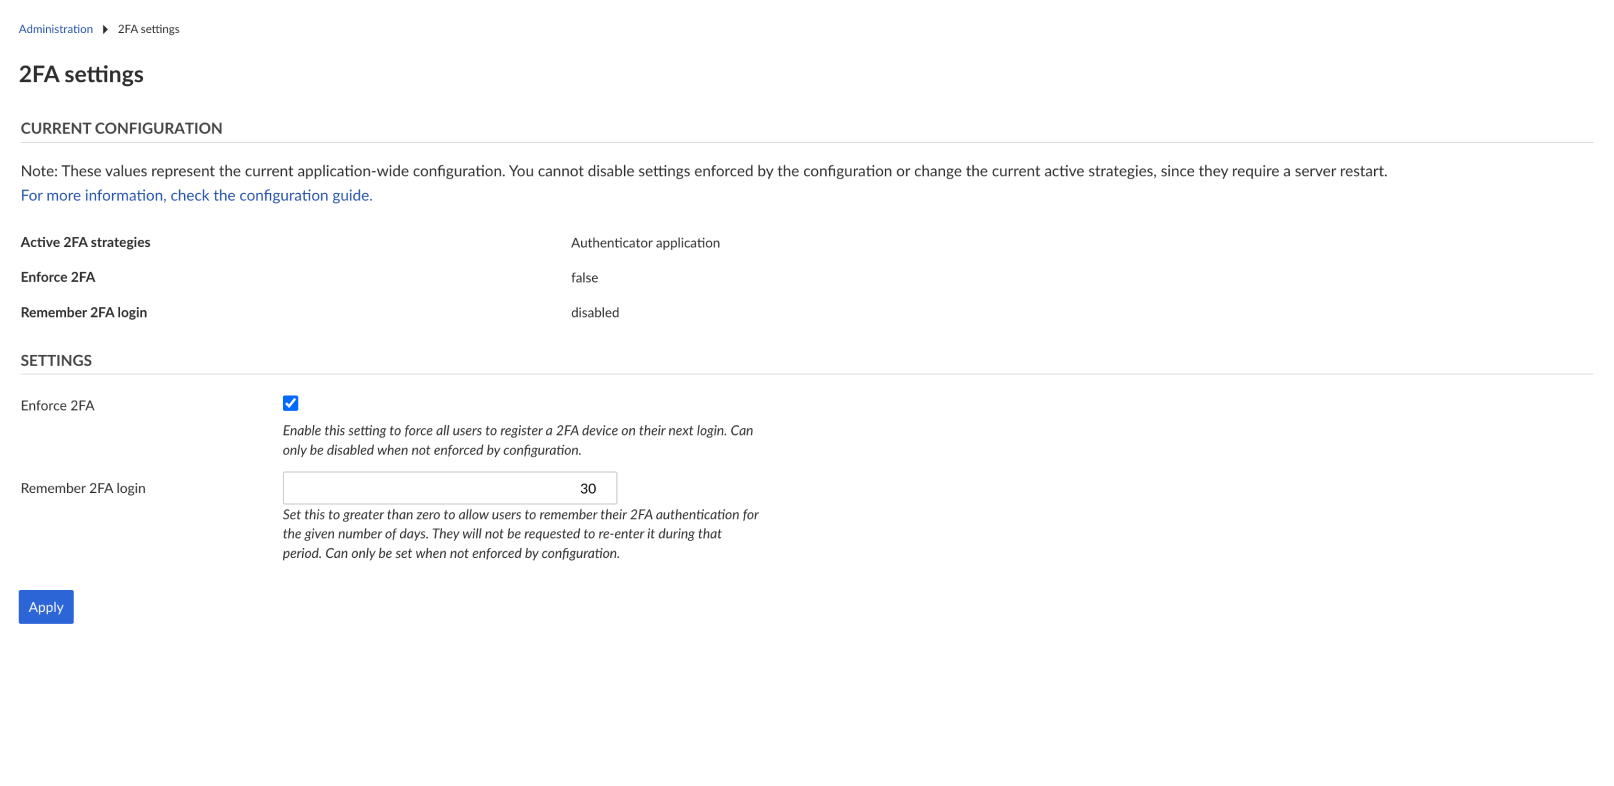 Administration 2FA settings
2FA settings
CURRENT CONFIGURATION
Note: These values represent the current application-wide configuration. You cannot disable settings enforced by the configuration or change the current active strategies, since they require a server restart.
For more information, check the configuration guide.
Active 2FA strategies Authenticator application
Enforce 2FA false
Remember 2FA login disabled
SETTINGS
Enforce 2FA
Enable this setting to force all users to register a 2FA device on their next login. Can
only be disabled when not enforced by configuration.
Remember 2FA login 30
Set this to greater than zero to allow users to remember their 2FA authentication for
the given number of days. They will not be requested to re-enter it during that
period. Can only be set when not enforced by configuration.
Apply